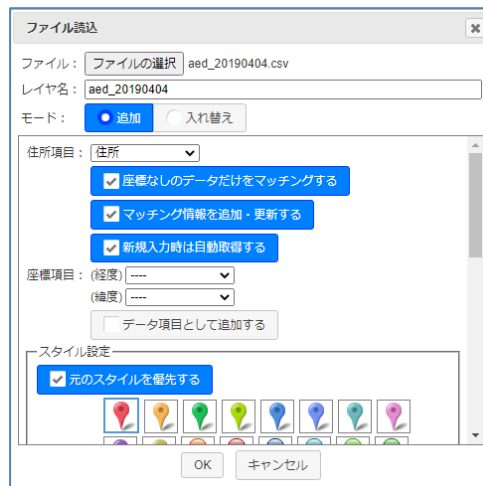 ファイル読込
ファイル： ファイルの選択 aed_20190404.csv
レイヤ名： aed_20190404
モード： 追加 入れ替え
住所項目： 住所
座標なしのデータだけをマッチングする
マッチング情報を追加・更新する
新規入力時は自動取得する
座標項目： (経度) ----
(緯度) ----
データ項目として追加する
スタイル設定
元のスタイルを優先する
OK キャンセル